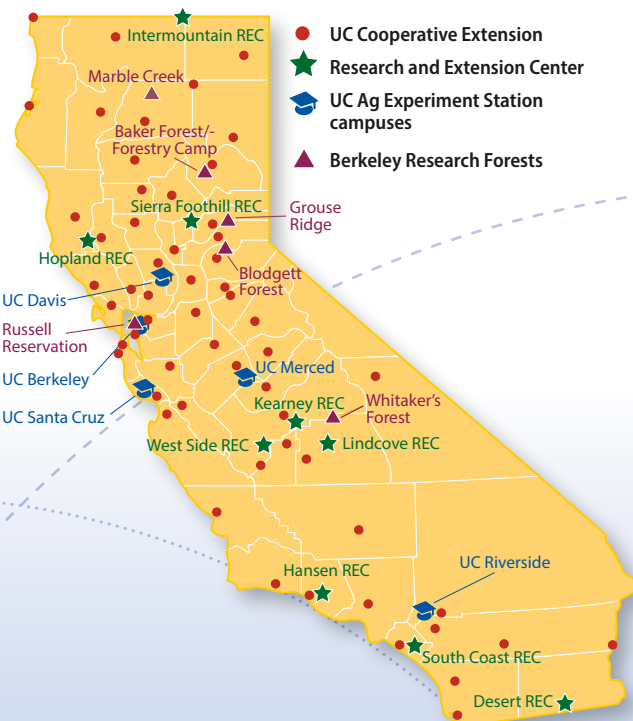 Intermountain REC
UC Cooperative Extension
Research and Extension Center
UC Ag Experiment Station
campuses
Berkeley Research Forests
Marble Creek
Baker Forest/-
Forestry Camp
Sierra Foothill REC
Grouse
Ridge
Hopland REC
Blodgett
Forest
UC Davis
Russell
Reservation
UC Berkeley
UC Merced
UC Santa Cruz
Kearney REC
Whitaker's
Forest
West Side REC
Lindcove REC
UC Riverside
Hansen REC
South Coast REC
Desert REC